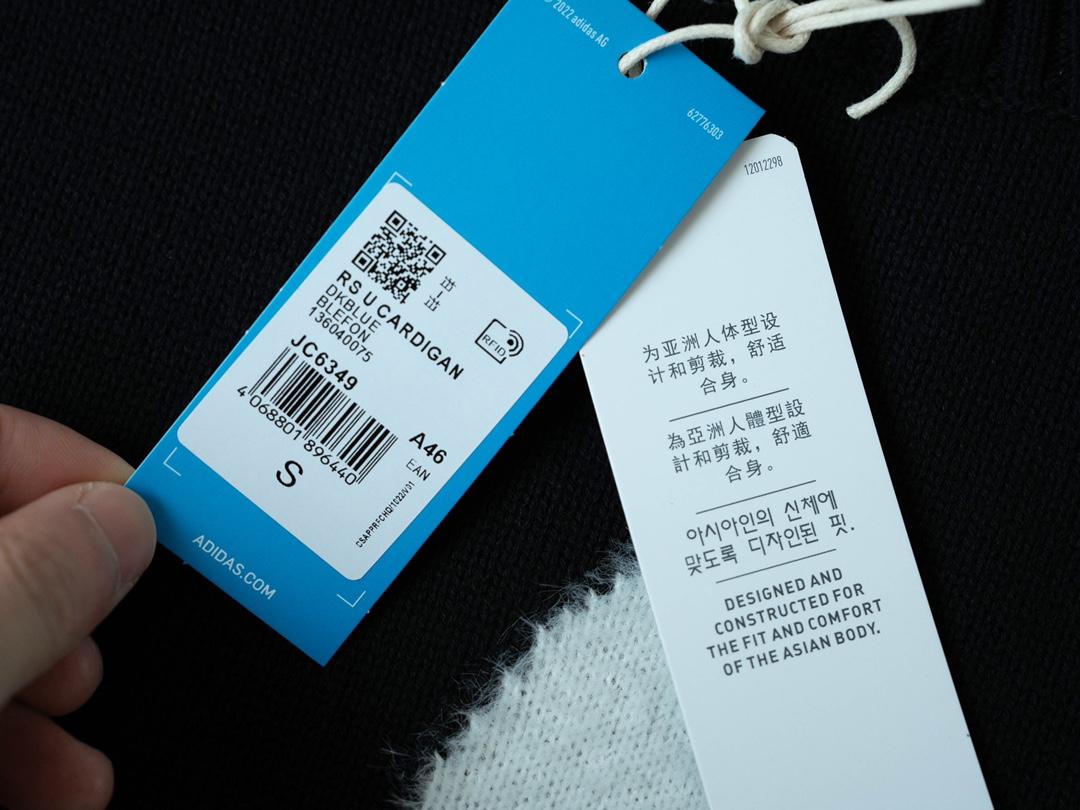 © 2022 adidas AG
62776303
RS U CARDIGAN
DKBLUE
BLEFON
136040075
RFID
JC6349
4 068801 896440
A46
EAN
S
ADIDAS.COM
12012298
为亚洲人体型设
计和剪裁，舒适
合身。
為亞洲人體型設
計和剪裁，舒適
合身。
아시아인의 신체에
맞도록 디자인된 핏.
DESIGNED AND
CONSTRUCTED FOR
THE FIT AND COMFORT
OF THE ASIAN BODY.